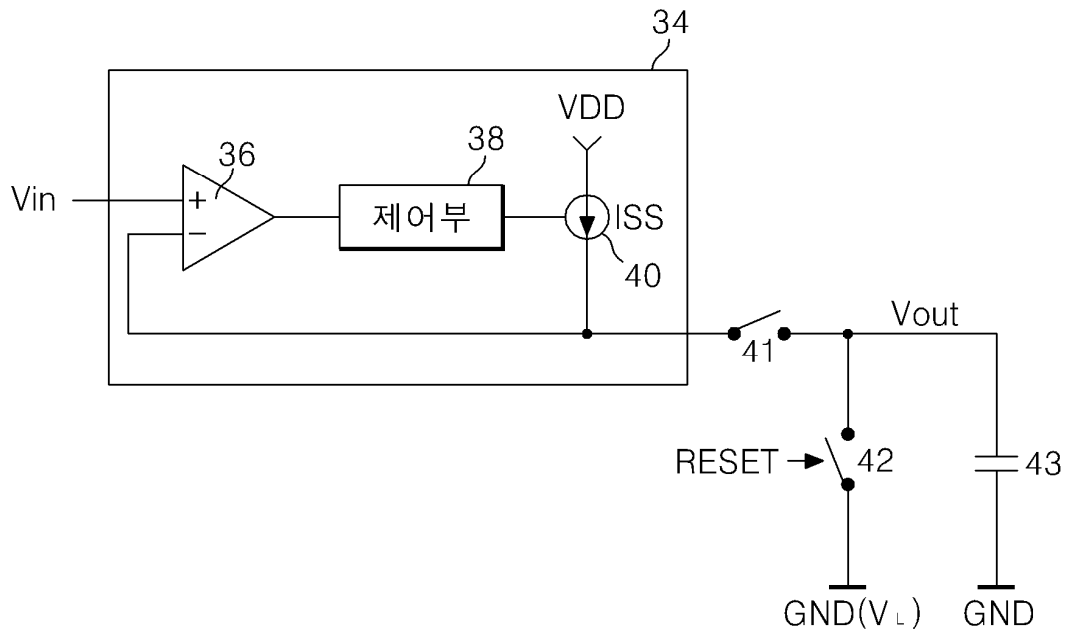 34
VDD
38
36
Vin
+
−
제어부
ISS
40
Vout
41
RESET
42
43
GND(VL)
GND